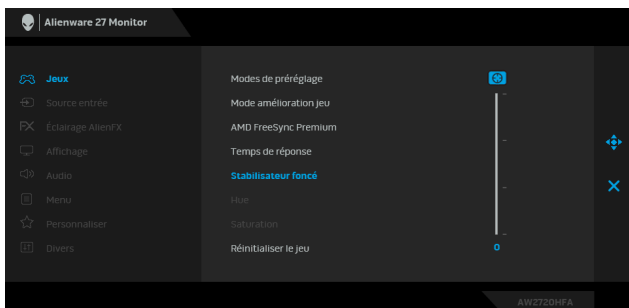 Alienware 27 Monitor
Jeux
Source entrée
Éclairage AlienFX
Affichage
Audio
Menu
Personnaliser
Divers
Modes de préréglage
Mode amélioration jeu
AMD FreeSync Premium
Temps de réponse
Stabilisateur foncé
Hue
Saturation
Réinitialiser le jeu
0
AW2720HFA